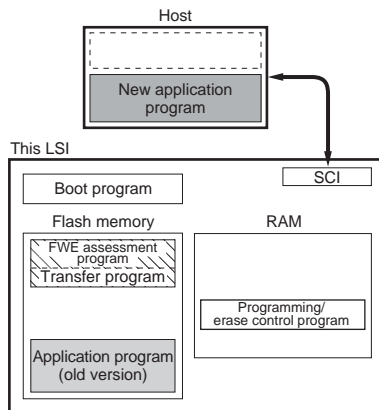 Host
New application
program
This LSI
SCI
Boot program
Flash memory
RAM
FWE assessment
program
Transfer program
Programming/
erase control program
Application program
(old version)